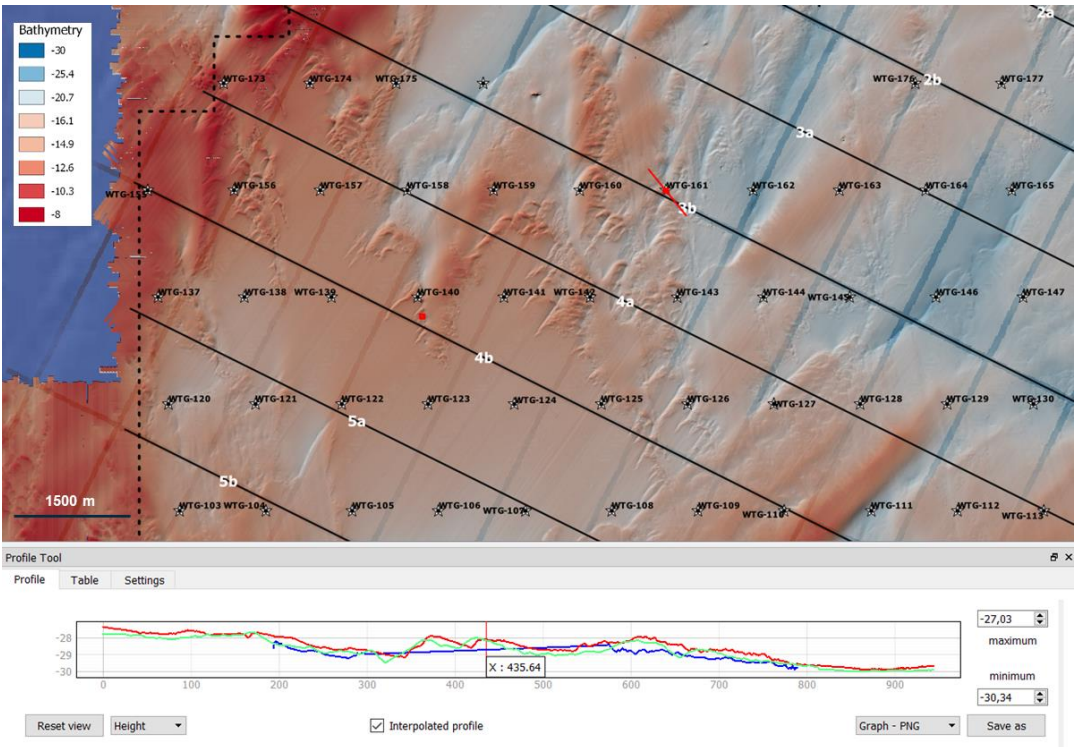 2a
Bathymetry
-30
-25.4
-20.7
-16.1
-14.9
-12.6
-10.3
-8
WTG-173
WTG-174
WTG-175
WTG-176
2b
WTG-177
3a
WTG-155
WTG-156
WTG-157
WTG-158
WTG-159
WTG-160
WTG-161
WTG-162
WTG-163
WTG-164
WTG-165
3b
WTG-137
WTG-138
WTG-139
WTG-140
WTG-141
WTG-142
4a
WTG-143
WTG-144
WTG-145
WTG-146
WTG-147
4b
WTG-120
WTG-121
WTG-122
WTG-123
WTG-124
WTG-125
WTG-126
WTG-127
WTG-128
WTG-129
WTG-130
5a
5b
1500 m
WTG-103
WTG-104
WTG-105
WTG-106
WTG-107
WTG-108
WTG-109
WTG-110
WTG-111
WTG-112
WTG-113
Profile Tool
Profile
Table
Settings
-27,03
maximum
minimum
-30,34
-28
-29
-30
X : 435.64
0
100
200
300
400
500
600
700
800
900
Reset view
Height
Interpolated profile
Graph - PNG
Save as